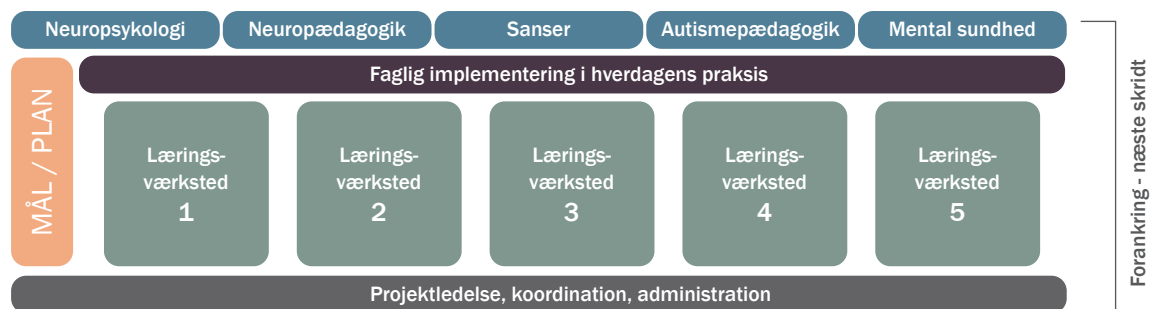 Neuropsykologi
Neuropædagogik
Sanser
Autismepædagogik
Mental sundhed
Faglig implementering i hverdagens praksis
MÅL / PLAN
Lærings-
værksted
1
Lærings-
værksted
2
Lærings-
værksted
3
Lærings-
værksted
4
Lærings-
værksted
5
Projektledelse, koordination, administration
Forankring - næste skridt